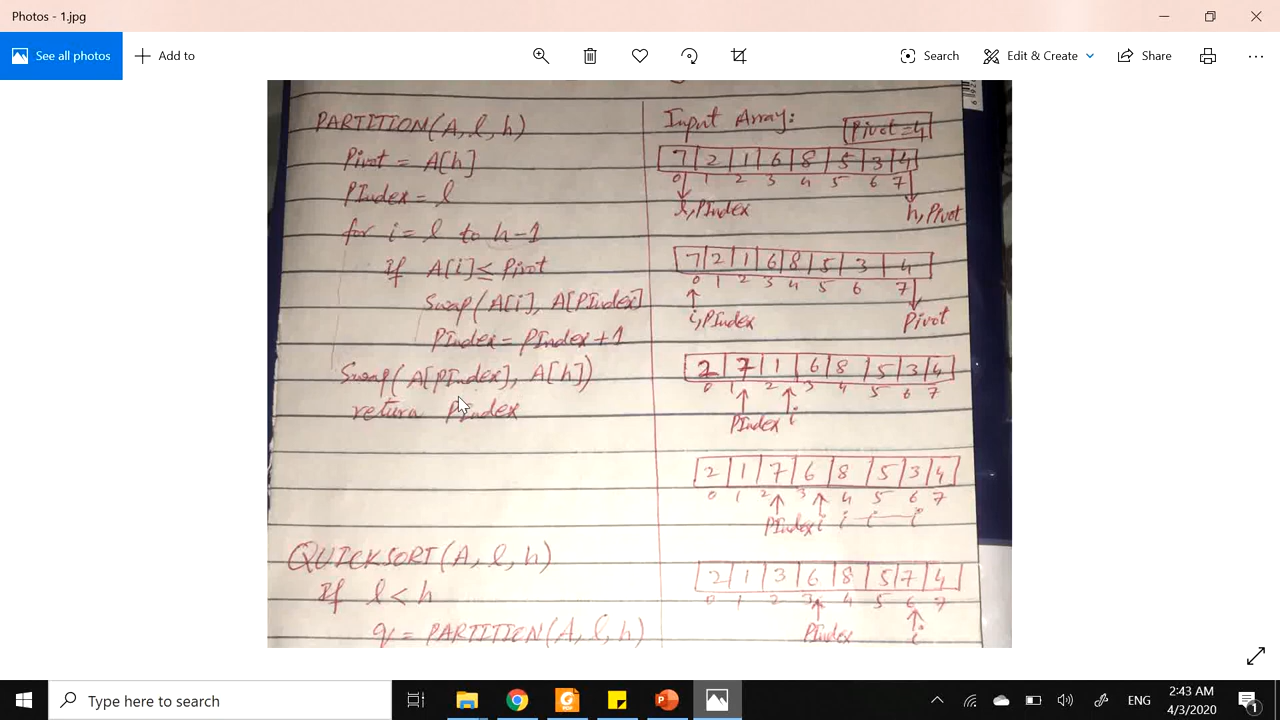 Photos - 1.jpg
See all photos
Add to
Search
Edit & Create
Share
PARTITION(A, l, h)
Pivot = A[h]
PIndex = l
for i = l to h-1
If A[i] ≤ Pivot
Swap(A[i], A[PIndex]
PIndex = PIndex + 1
Swap(A[PIndex], A[h])
return PIndex
QUICKSORT(A, l, h)
If l < h
q = PARTITION(A, l, h)
Input Array:
Pivot = 4
7 2 1 6 8 5 3 4
0 1 2 3 4 5 6 7
l, PIndex
h, Pivot
7 2 1 6 8 5 3 4
0 1 2 3 4 5 6 7
i, PIndex
Pivot
2 7 1 6 8 5 3 4
0 1 2 3 4 5 6 7
PIndex i
2 1 7 6 8 5 3 4
0 1 2 3 4 5 6 7
PIndex i i i i
2 1 3 6 8 5 7 4
0 1 2 3 4 5 6 7
PIndex i
Type here to search
ENG
2:43 AM
4/3/2020
1